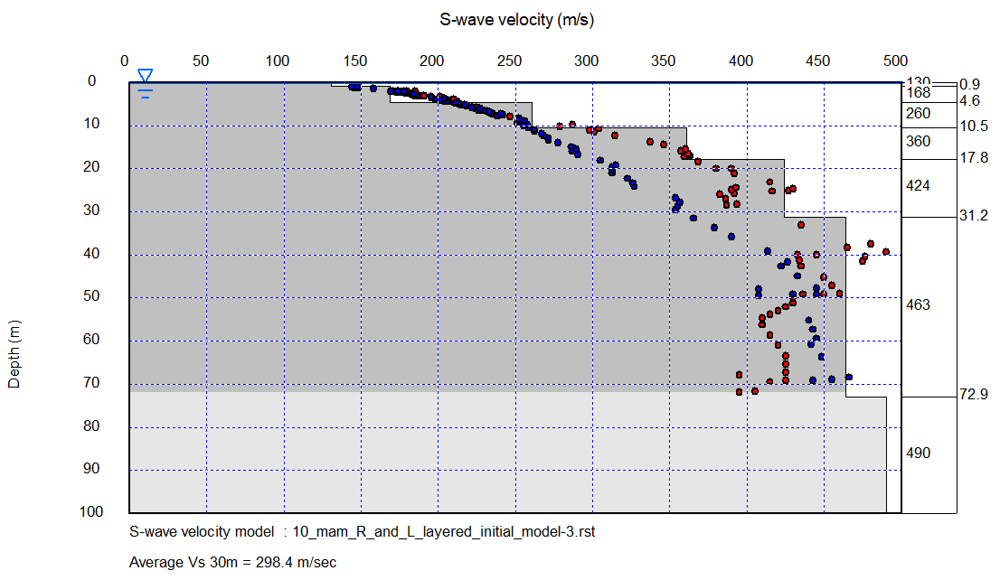 S-wave velocity (m/s)
0 50 100 150 200 250 300 350 400 450 500
0 130 0.9
168 4.6
260
10 10.5
360
20 17.8
424
30 31.2
40
50 463
60
Depth (m)
70 72.9
80
490
90
100
S-wave velocity model : 10_mam_R_and_L_layered_initial_model-3.rst
Average Vs 30m = 298.4 m/sec